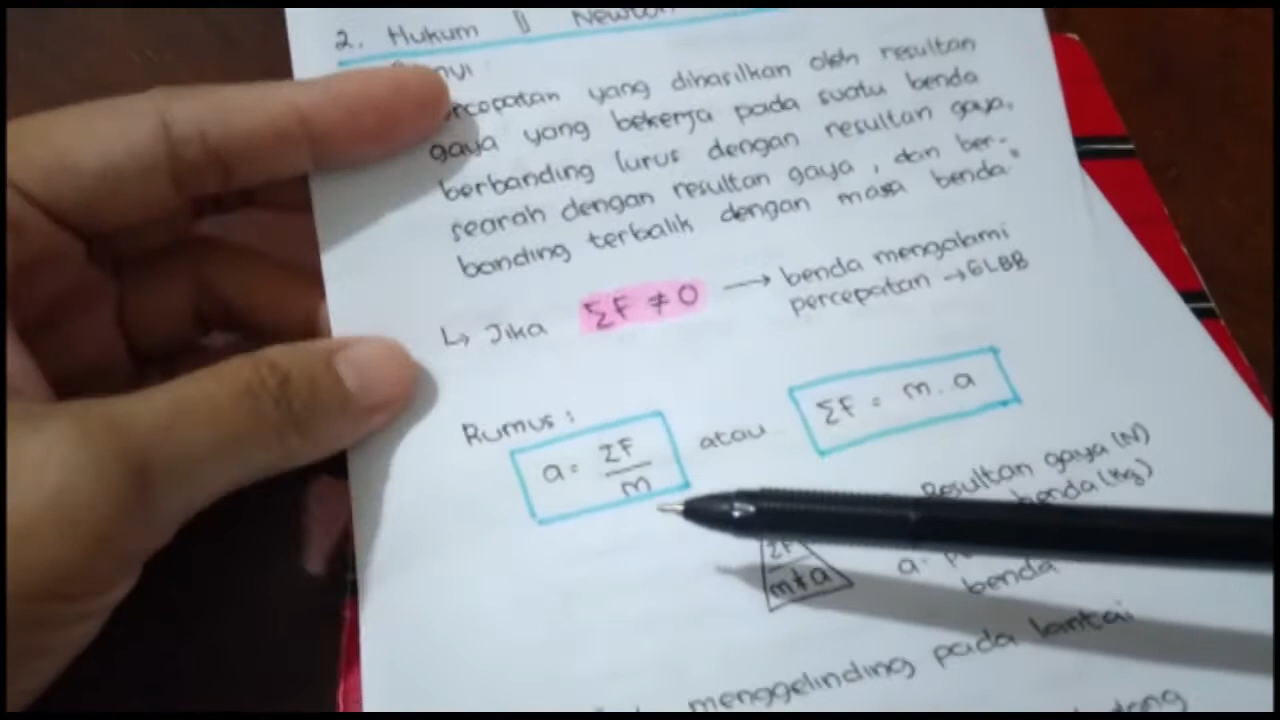 2. Hukum II Newton
percepatan yang dihasilkan oleh resultan
gaya yang bekerja pada suatu benda
berbanding lurus dengan resultan gaya,
searah dengan resultan gaya, dan ber-
banding terbalik dengan masa benda"
↳ Jika ΣF ≠ 0 → benda mengalami
percepatan → GLBB
Rumus :
a = ΣF / m atau ΣF = m . a
Resultan gaya (N)
benda (kg)
ΣF
m * a
a =
benda
menggelinding pada lantai